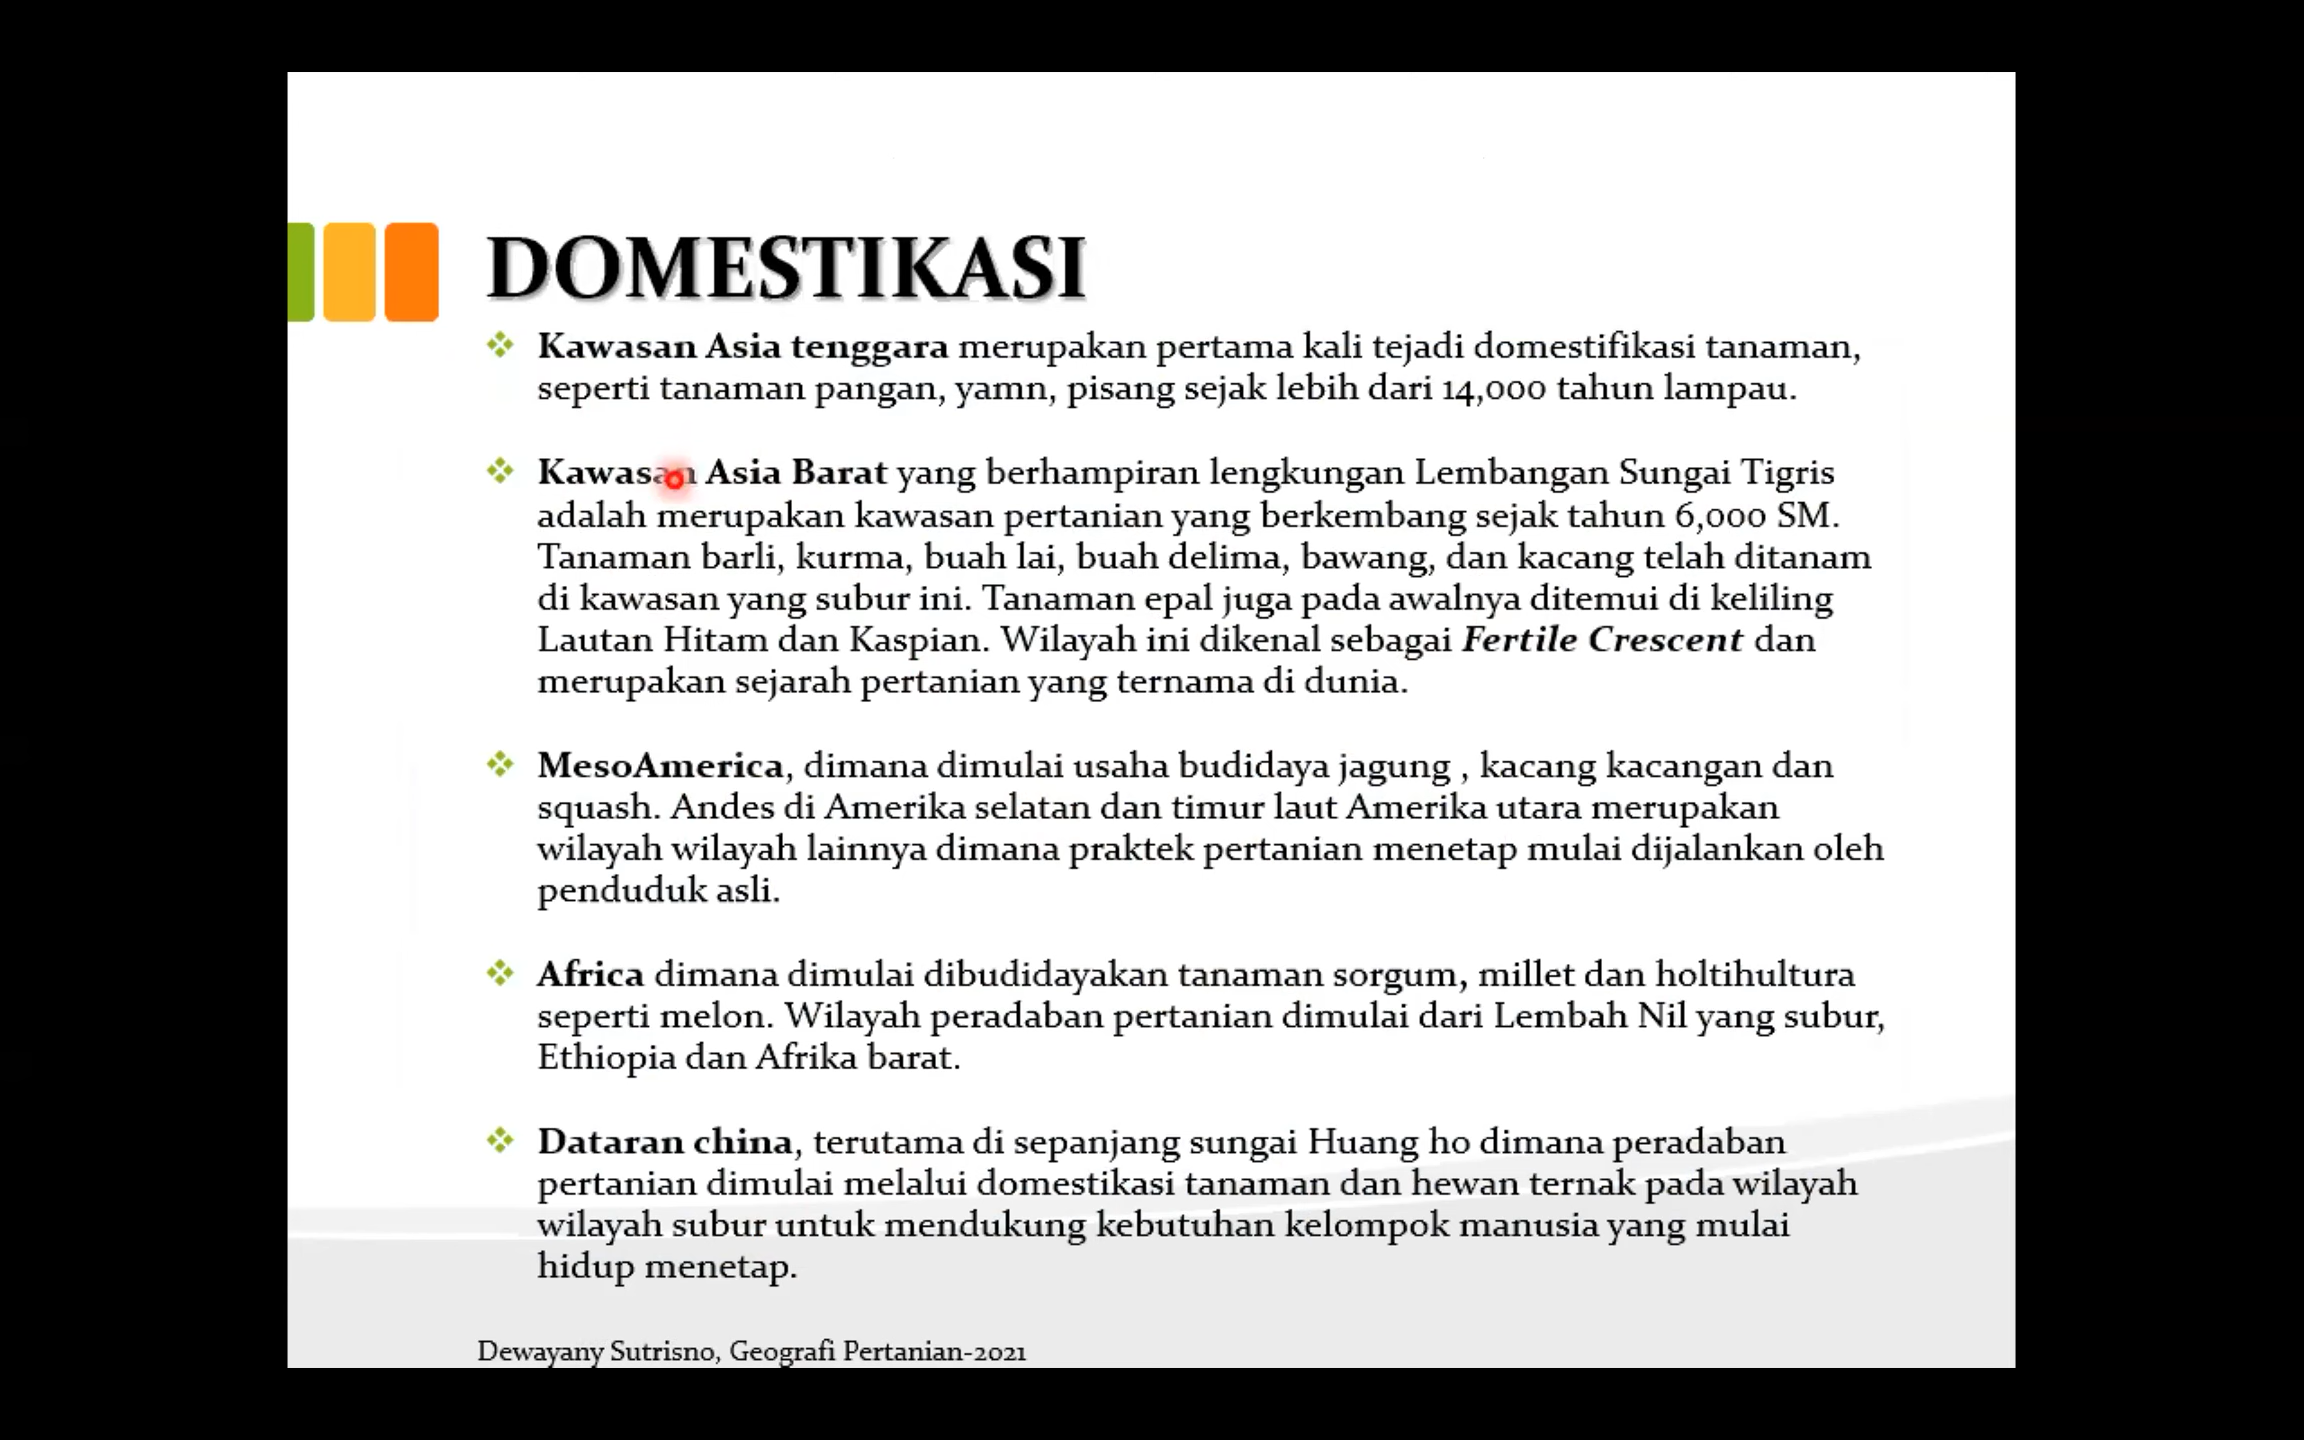 DOMESTIKASI
Kawasan Asia tenggara merupakan pertama kali tejadi domestifikasi tanaman,
seperti tanaman pangan, yamn, pisang sejak lebih dari 14,000 tahun lampau.
Kawasan Asia Barat yang berhampiran lengkungan Lembangan Sungai Tigris
adalah merupakan kawasan pertanian yang berkembang sejak tahun 6,000 SM.
Tanaman barli, kurma, buah lai, buah delima, bawang, dan kacang telah ditanam
di kawasan yang subur ini. Tanaman epal juga pada awalnya ditemui di keliling
Lautan Hitam dan Kaspian. Wilayah ini dikenal sebagai Fertile Crescent dan
merupakan sejarah pertanian yang ternama di dunia.
MesoAmerica, dimana dimulai usaha budidaya jagung , kacang kacangan dan
squash. Andes di Amerika selatan dan timur laut Amerika utara merupakan
wilayah wilayah lainnya dimana praktek pertanian menetap mulai dijalankan oleh
penduduk asli.
Africa dimana dimulai dibudidayakan tanaman sorgum, millet dan holtihultura
seperti melon. Wilayah peradaban pertanian dimulai dari Lembah Nil yang subur,
Ethiopia dan Afrika barat.
Dataran china, terutama di sepanjang sungai Huang ho dimana peradaban
pertanian dimulai melalui domestikasi tanaman dan hewan ternak pada wilayah
wilayah subur untuk mendukung kebutuhan kelompok manusia yang mulai
hidup menetap.
Dewayany Sutrisno, Geografi Pertanian-2021